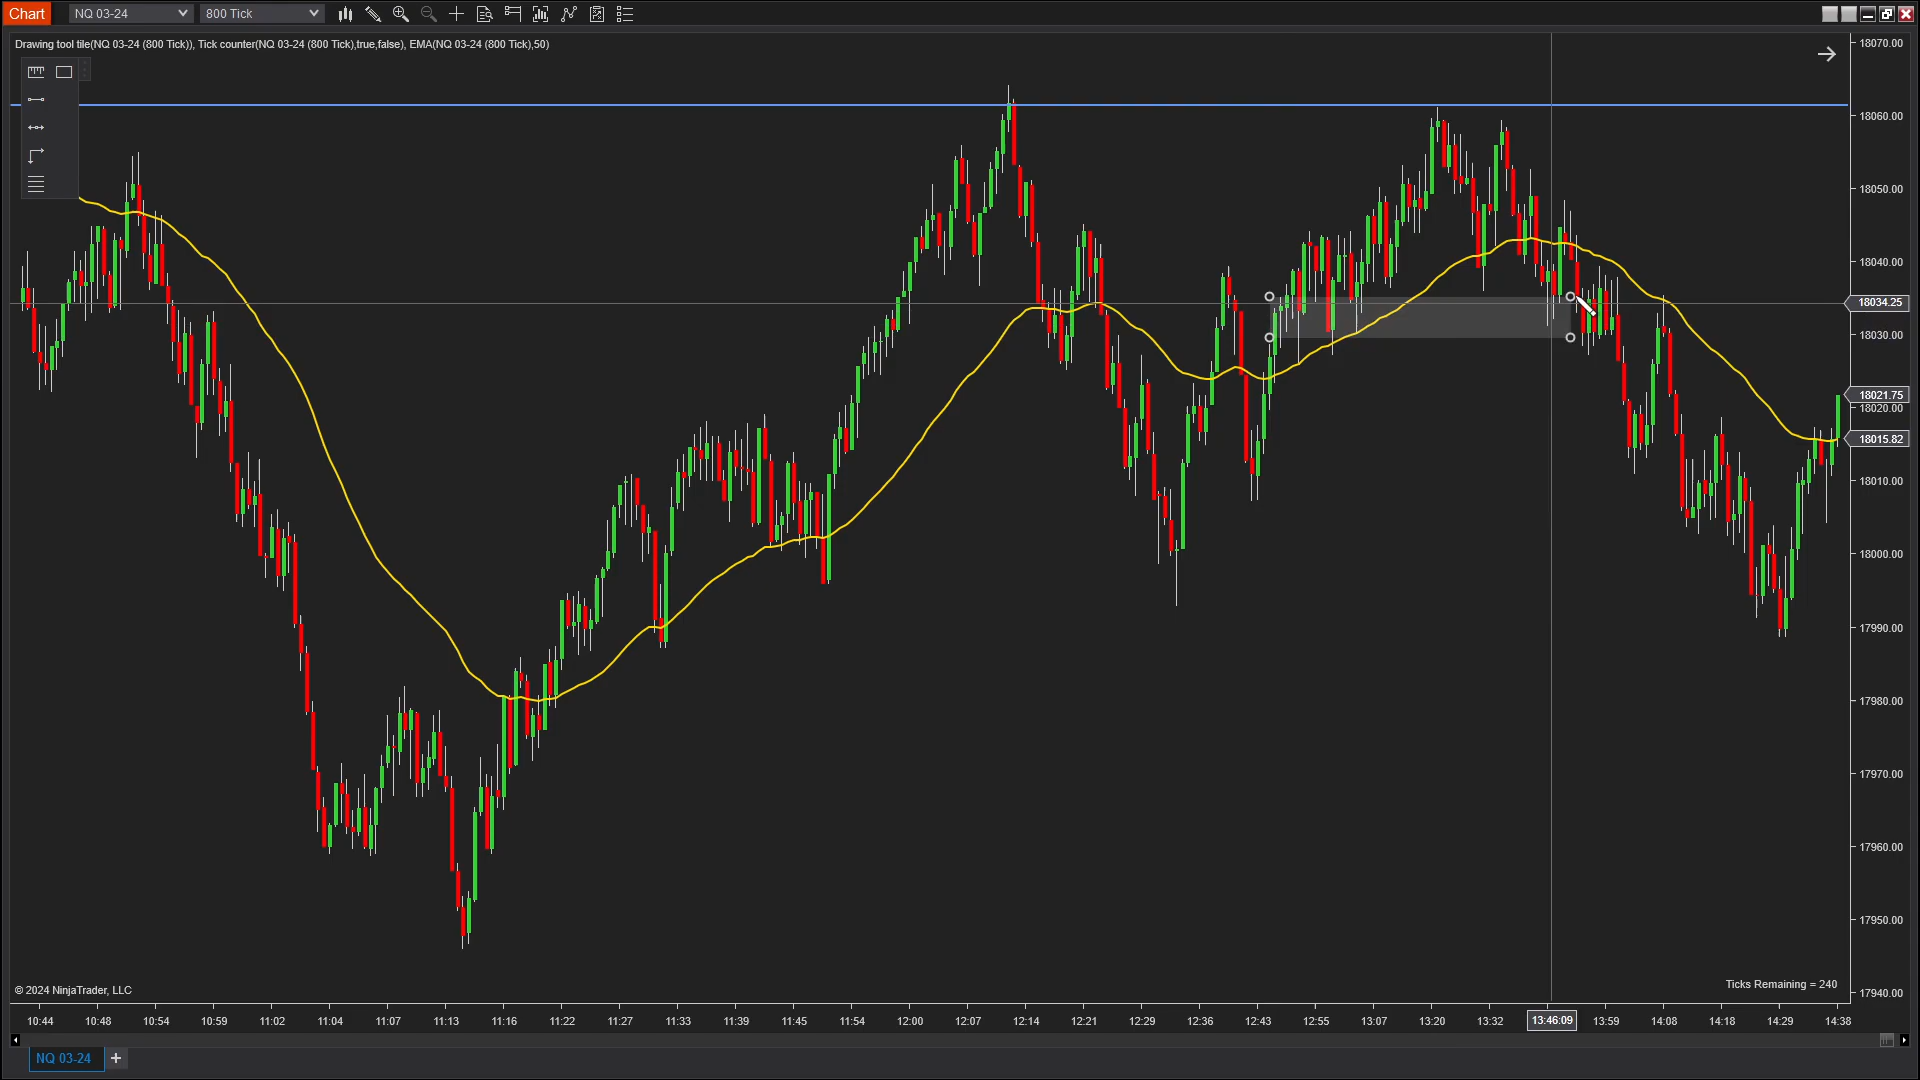 Chart NQ 03-24 800 Tick
Drawing tool tile(NQ 03-24 (800 Tick)), Tick counter(NQ 03-24 (800 Tick),true,false), EMA(NQ 03-24 (800 Tick),50)
18070.00
18060.00
18050.00
18040.00
18034.25
18030.00
18021.75
18020.00
18015.82
18010.00
18000.00
17990.00
17980.00
17970.00
17960.00
17950.00
17940.00
© 2024 NinjaTrader, LLC
Ticks Remaining = 240
10:44 10:48 10:54 10:59 11:02 11:04 11:07 11:13 11:16 11:22 11:27 11:33 11:39 11:45 11:54 12:00 12:07 12:14 12:21 12:29 12:36 12:43 12:55 13:07 13:20 13:32 13:46:09 13:59 14:08 14:18 14:29 14:38
NQ 03-24 +